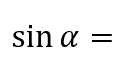 sin α =